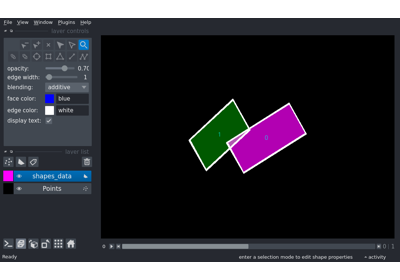 File View Window Plugins Help
layer controls
opacity: 0.70
edge width: 1
blending: additive
face color: blue
edge color: white
display text:
layer list
shapes_data
Points
1
0
0 1
Ready
enter a selection mode to edit shape properties
activity